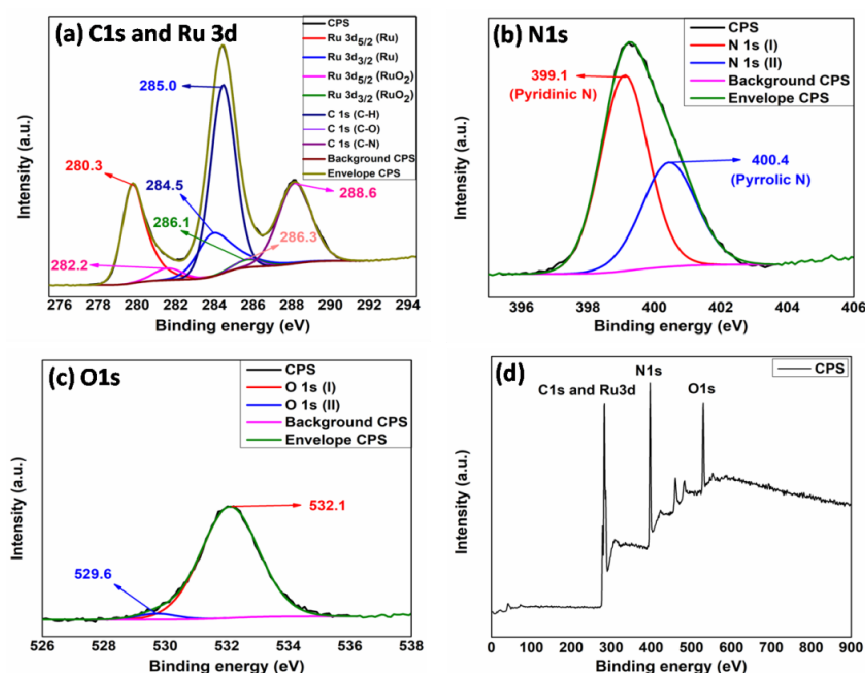 (a) C1s and Ru 3d
CPS
Ru 3d5/2 (Ru)
Ru 3d3/2 (Ru)
Ru 3d5/2 (RuO2)
Ru 3d3/2 (RuO2)
C 1s (C-H)
C 1s (C-O)
C 1s (C-N)
Background CPS
Envelope CPS
285.0
280.3
284.5
286.1
282.2
286.3
288.6
Intensity (a.u.)
276 278 280 282 284 286 288 290 292 294
Binding energy (eV)
(b) N1s
CPS
N 1s (I)
N 1s (II)
Background CPS
Envelope CPS
399.1
(Pyridinic N)
400.4
(Pyrrolic N)
Intensity (a.u.)
396 398 400 402 404 406
Binding energy (eV)
(c) O1s
CPS
O 1s (I)
O 1s (II)
Background CPS
Envelope CPS
532.1
529.6
Intensity (a.u.)
526 528 530 532 534 536 538
Binding energy (eV)
(d)
CPS
N1s
C1s and Ru3d
O1s
Intensity (a.u.)
0 100 200 300 400 500 600 700 800 900
Binding energy (eV)